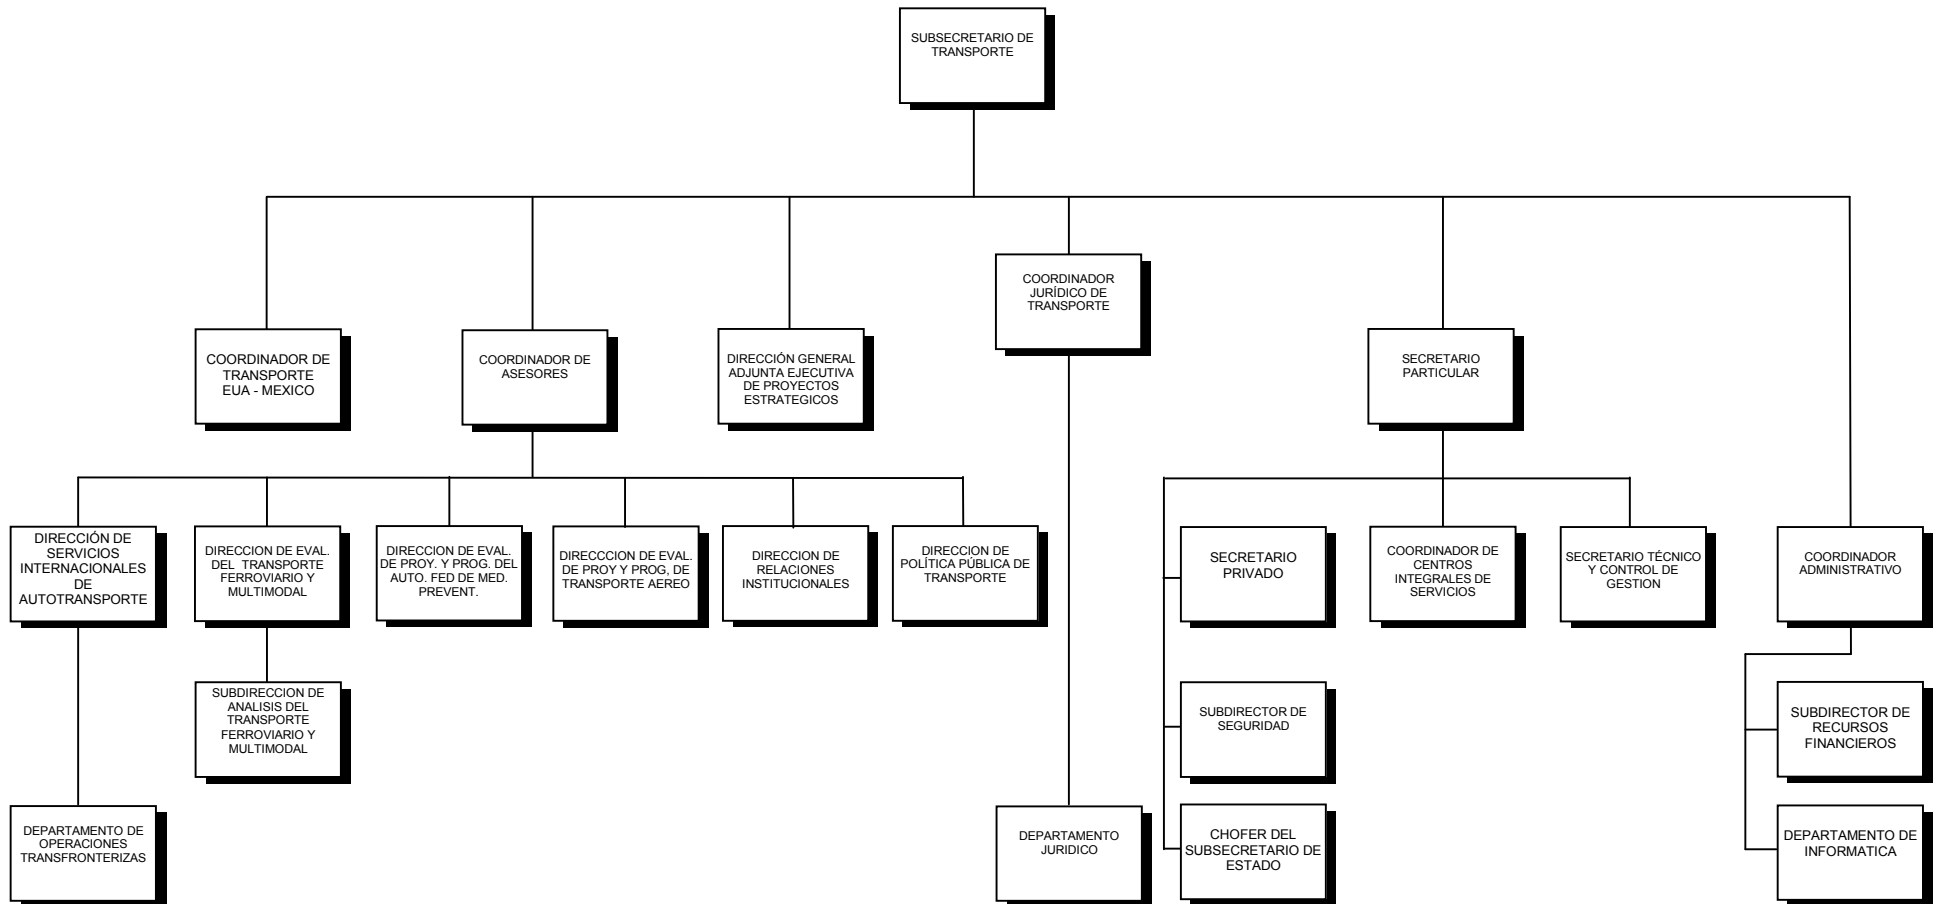 SUBSECRETARIO DE
TRANSPORTE
COORDINADOR
JURÍDICO DE
TRANSPORTE
COORDINADOR DE
TRANSPORTE
EUA - MEXICO
COORDINADOR DE
ASESORES
DIRECCIÓN GENERAL
ADJUNTA EJECUTIVA
DE PROYECTOS
ESTRATEGICOS
SECRETARIO
PARTICULAR
DIRECCIÓN DE
SERVICIOS
INTERNACIONALES
DE
AUTOTRANSPORTE
DIRECCION DE EVAL.
DEL TRANSPORTE
FERROVIARIO Y
MULTIMODAL
DIRECCION DE EVAL.
DE PROY. Y PROG. DEL
AUTO. FED DE MED.
PREVENT.
DIRECCCION DE EVAL.
DE PROY Y PROG, DE
TRANSPORTE AEREO
DIRECCION DE
RELACIONES
INSTITUCIONALES
DIRECCION DE
POLÍTICA PÚBLICA DE
TRANSPORTE
SECRETARIO
PRIVADO
COORDINADOR DE
CENTROS
INTEGRALES DE
SERVICIOS
SECRETARIO TÉCNICO
Y CONTROL DE
GESTION
COORDINADOR
ADMINISTRATIVO
SUBDIRECCION DE
ANALISIS DEL
TRANSPORTE
FERROVIARIO Y
MULTIMODAL
SUBDIRECTOR DE
SEGURIDAD
SUBDIRECTOR DE
RECURSOS
FINANCIEROS
DEPARTAMENTO DE
OPERACIONES
TRANSFRONTERIZAS
DEPARTAMENTO
JURIDICO
CHOFER DEL
SUBSECRETARIO DE
ESTADO
DEPARTAMENTO DE
INFORMATICA